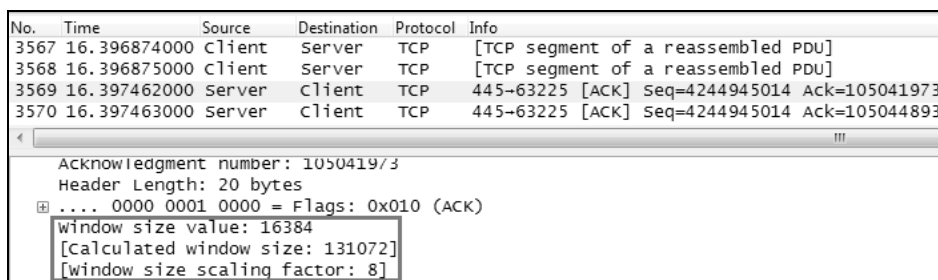 No. Time Source Destination Protocol Info
3567 16.396874000 Client Server TCP [TCP segment of a reassembled PDU]
3568 16.396875000 Client Server TCP [TCP segment of a reassembled PDU]
3569 16.397462000 Server Client TCP 445→63225 [ACK] Seq=4244945014 Ack=105041973
3570 16.397463000 Server Client TCP 445→63225 [ACK] Seq=4244945014 Ack=105044893
Acknowledgment number: 105041973
Header Length: 20 bytes
.... 0000 0001 0000 = Flags: 0x010 (ACK)
Window size value: 16384
[Calculated window size: 131072]
[Window size scaling factor: 8]